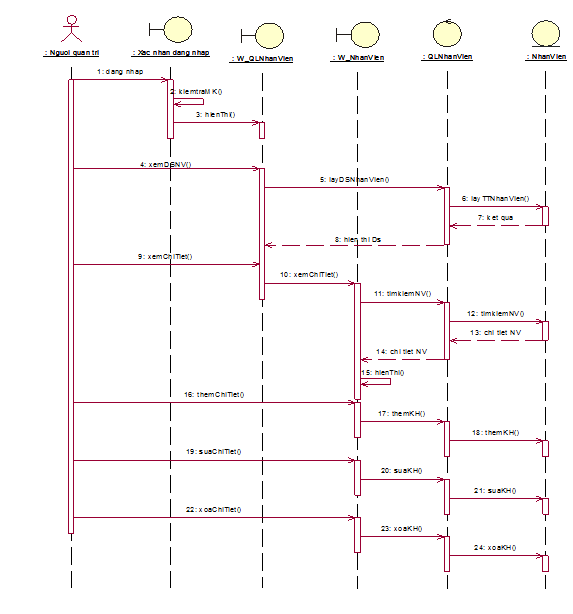 : Nguoi quan tri
: Xac nhan dang nhap
: W_QLNhanVien
: W_NhanVien
: QLNhanVien
: NhanVien
1: dang nhap
2: kiemtraMK()
3: hienThi()
4: xemDSNV()
5: layDSNhanVien()
6: layTTNhanVien()
7: ket qua
8: hien thi Ds
9: xemChiTiet()
10: xemChiTiet()
11: timkiemNV()
12: timkiemNV()
13: chi tiet NV
14: chi tiet NV
15: hienThi()
16: themChiTiet()
17: themKH()
18: themKH()
19: suaChiTiet()
20: suaKH()
21: suaKH()
22: xoaChiTiet()
23: xoaKH()
24: xoaKH()